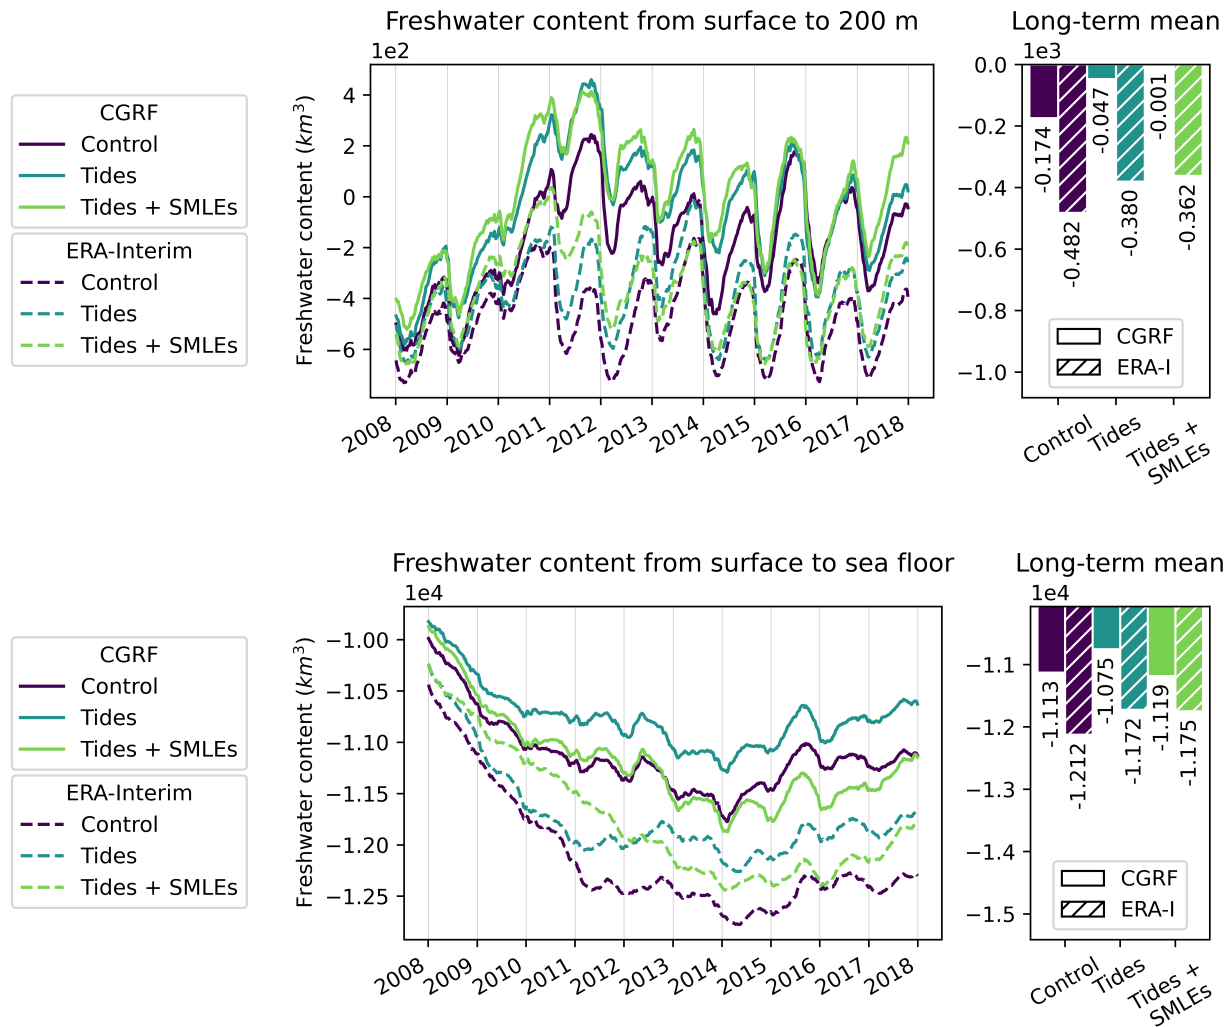 Freshwater content from surface to 200 m
1e2
Freshwater content (km³)
4
2
0
−2
−4
−6
2008
2009
2010
2011
2012
2013
2014
2015
2016
2017
2018
CGRF
Control
Tides
Tides + SMLEs
ERA-Interim
Control
Tides
Tides + SMLEs
Long-term mean
1e3
0.0
−0.2
−0.4
−0.6
−0.8
−1.0
-0.174
-0.482
-0.047
-0.380
-0.001
-0.362
CGRF
ERA-I
Control
Tides
Tides +
SMLEs
Freshwater content from surface to sea floor
1e4
Freshwater content (km³)
−1.00
−1.05
−1.10
−1.15
−1.20
−1.25
2008
2009
2010
2011
2012
2013
2014
2015
2016
2017
2018
CGRF
Control
Tides
Tides + SMLEs
ERA-Interim
Control
Tides
Tides + SMLEs
Long-term mean
1e4
−1.1
−1.2
−1.3
−1.4
−1.5
-1.113
-1.212
-1.075
-1.172
-1.119
-1.175
CGRF
ERA-I
Control
Tides
Tides +
SMLEs